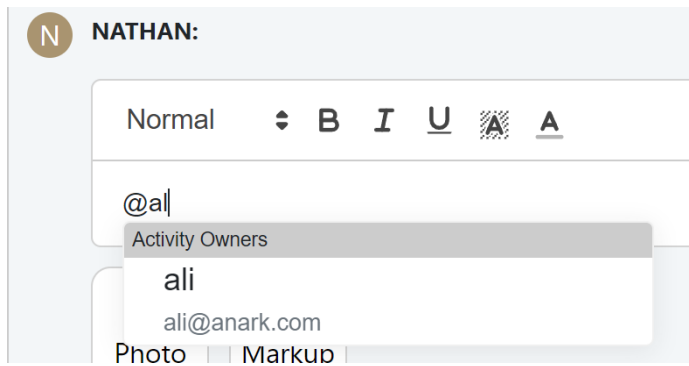 N
NATHAN:
Normal B I U A A
@al
Activity Owners
ali
ali@anark.com
Photo Markup